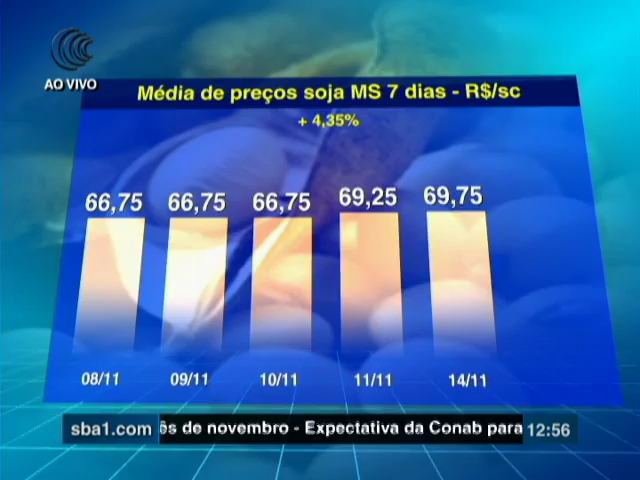 AO VIVO
Média de preços soja MS 7 dias - R$/sc
+ 4,35%
66,75 66,75 66,75 69,25 69,75
08/11 09/11 10/11 11/11 14/11
sba1.com ês de novembro - Expectativa da Conab para 12:56